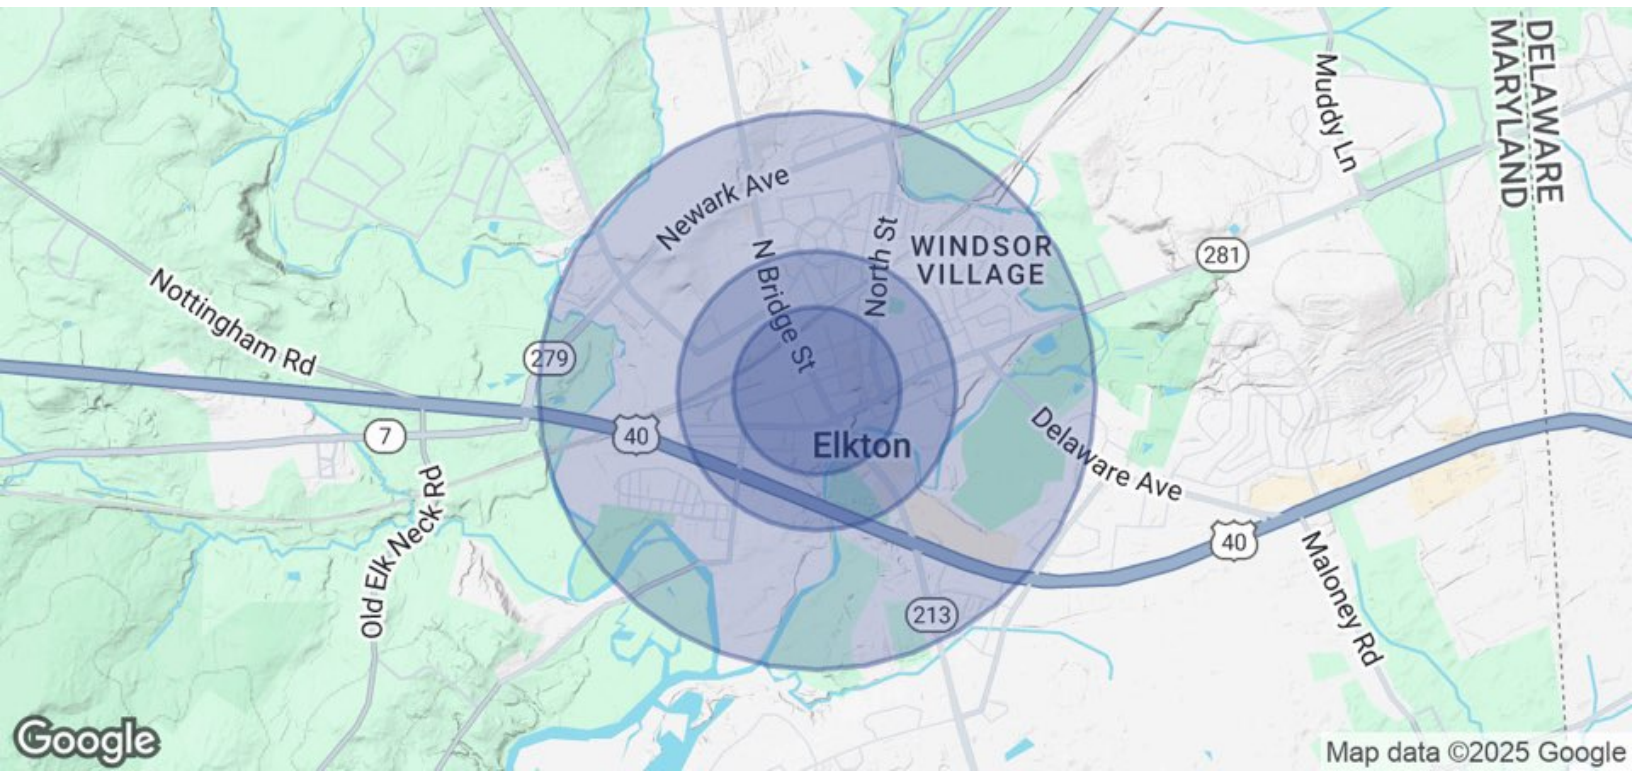 DELAWARE
MARYLAND
Muddy Ln
Newark Ave
N Bridge St
North St
WINDSOR
VILLAGE
281
Nottingham Rd
279
7
40
Elkton
Delaware Ave
Old Elk Neck Rd
40
Maloney Rd
213
Google
Map data ©2025 Google